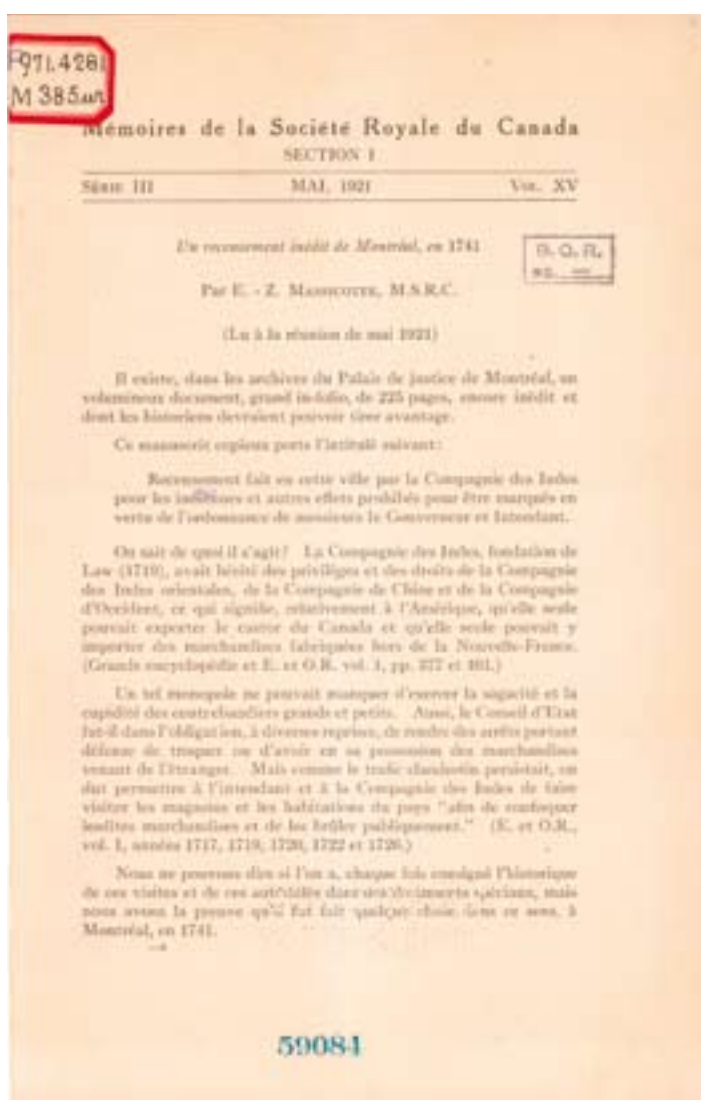 971.4281
M 385un
Mémoires de la Société Royale du Canada
SECTION I
Série III MAI, 1921 Vol. XV
Un recensement inédit de Montréal, en 1741
B.Q.R.
NO. —
Par E. - Z. Massicotte, M.S.R.C.
(Lu à la réunion de mai 1921)
Il existe, dans les archives du Palais de justice de Montréal, un
volumineux document, grand in-folio, de 225 pages, encore inédit et
dont les historiens devraient pouvoir tirer avantage.
Ce manuscrit copieux porte l'intitulé suivant:
Recensement fait en cette ville par la Compagnie des Indes
pour les indiennes et autres effets prohibés pour être marqués en
vertu de l'ordonnance de messieurs le Gouverneur et Intendant.
On sait de quoi il s'agit? La Compagnie des Indes, fondation de
Law (1719), avait hérité des privilèges et des droits de la Compagnie
des Indes orientales, de la Compagnie de Chine et de la Compagnie
d'Occident, ce qui signifie, relativement à l'Amérique, qu'elle seule
pouvait exporter le castor du Canada et qu'elle seule pouvait y
importer des marchandises fabriquées hors de la Nouvelle-France.
(Grande encyclopédie et E. et O.R. vol. I, pp. 377 et
Un tel monopole ne pouvait manquer d'exercer la sagacité et la
cupidité des contrebandiers grands et petits. Aussi, le Conseil d'Etat
fut-il dans l'obligation, à diverses reprises, de rendre des arrêts portant
défense de troquer ou d'avoir en sa possession des marchandises
venant de l'étranger. Mais comme le trafic clandestin persistait, on
dut permettre à l'intendant et à la Compagnie des Indes de faire
visiter les magasins et les habitations du pays "afin de confisquer
lesdites marchandises et de les brûler publiquement." (E. et O.R.,
vol. I, années 1717, 1719, 1720, 1722 et 1726.)
Nous ne pouvons dire si l'on a, chaque fois consigné l'historique
de ces visites et de ces autodafés dans des documents spéciaux, mais
nous avons la preuve qu'il fut fait quelque chose dans ce sens, à
Montréal, en 1741.
59084